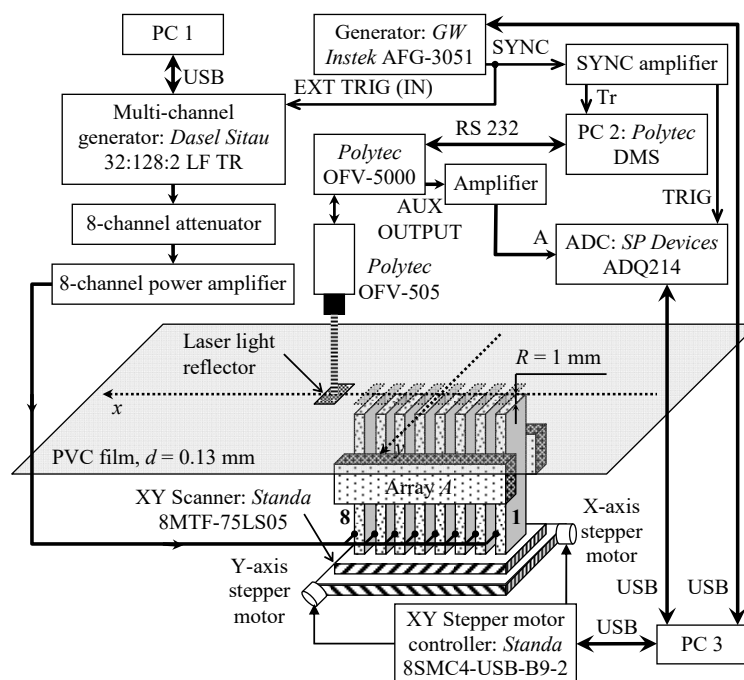 PC 1
USB
Generator: GW
Instek AFG-3051
SYNC
SYNC amplifier
EXT TRIG (IN)
Tr
Multi-channel
generator: Dasel Sitau
32:128:2 LF TR
RS 232
PC 2: Polytec
DMS
Polytec
OFV-5000
Amplifier
TRIG
AUX
OUTPUT
8-channel attenuator
A
ADC: SP Devices
ADQ214
8-channel power amplifier
Polytec
OFV-505
Laser light
reflector
R = 1 mm
x
y
PVC film, d = 0.13 mm
Array A
XY Scanner: Standa
8MTF-75LS05
8
1
X-axis
stepper
motor
Y-axis
stepper
motor
USB
USB
XY Stepper motor
controller: Standa
8SMC4-USB-B9-2
USB
PC 3